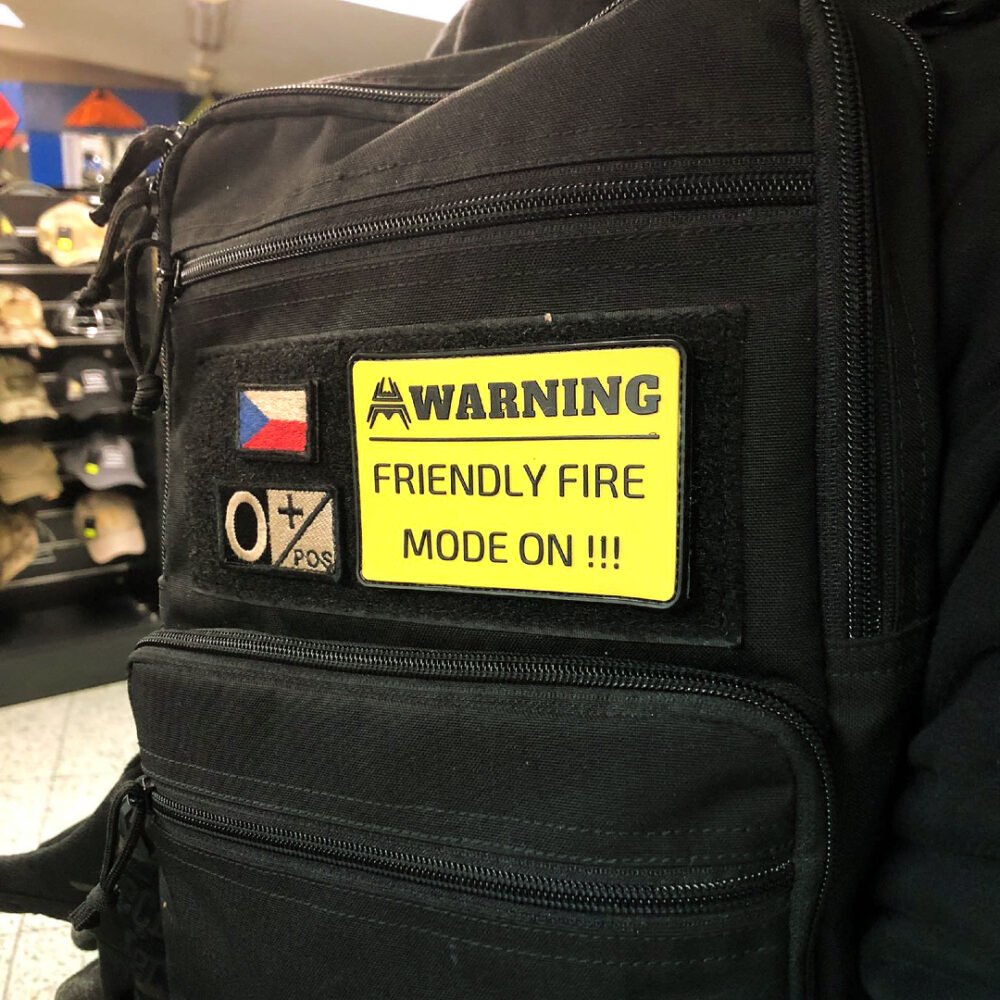 WARNING
FRIENDLY FIRE
MODE ON !!!
O + POS